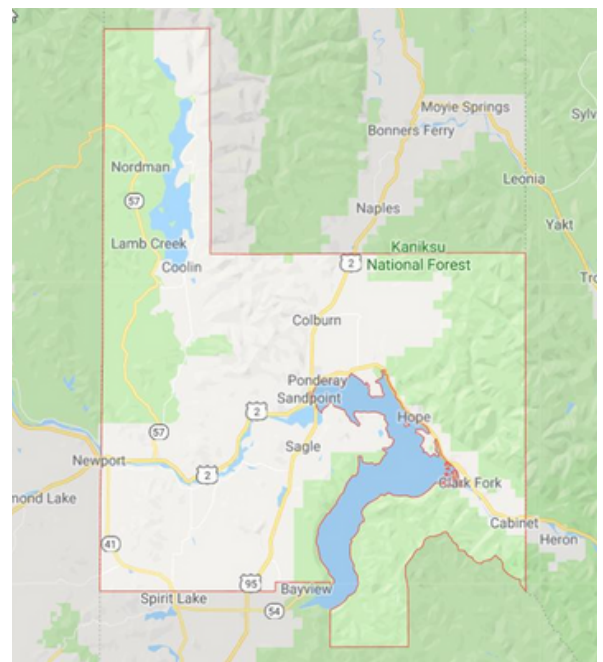 Moyie Springs
Sylv
Bonners Ferry
Nordman
Leonia
57
Naples
Yakt
Lamb Creek
Kaniksu
National Forest
2
Coolin
Tro
Colburn
Ponderay
Sandpoint
2
Hope
57
Sagle
Newport
2
Clark Fork
nond Lake
Cabinet
Heron
41
95
Bayview
Spirit Lake
54